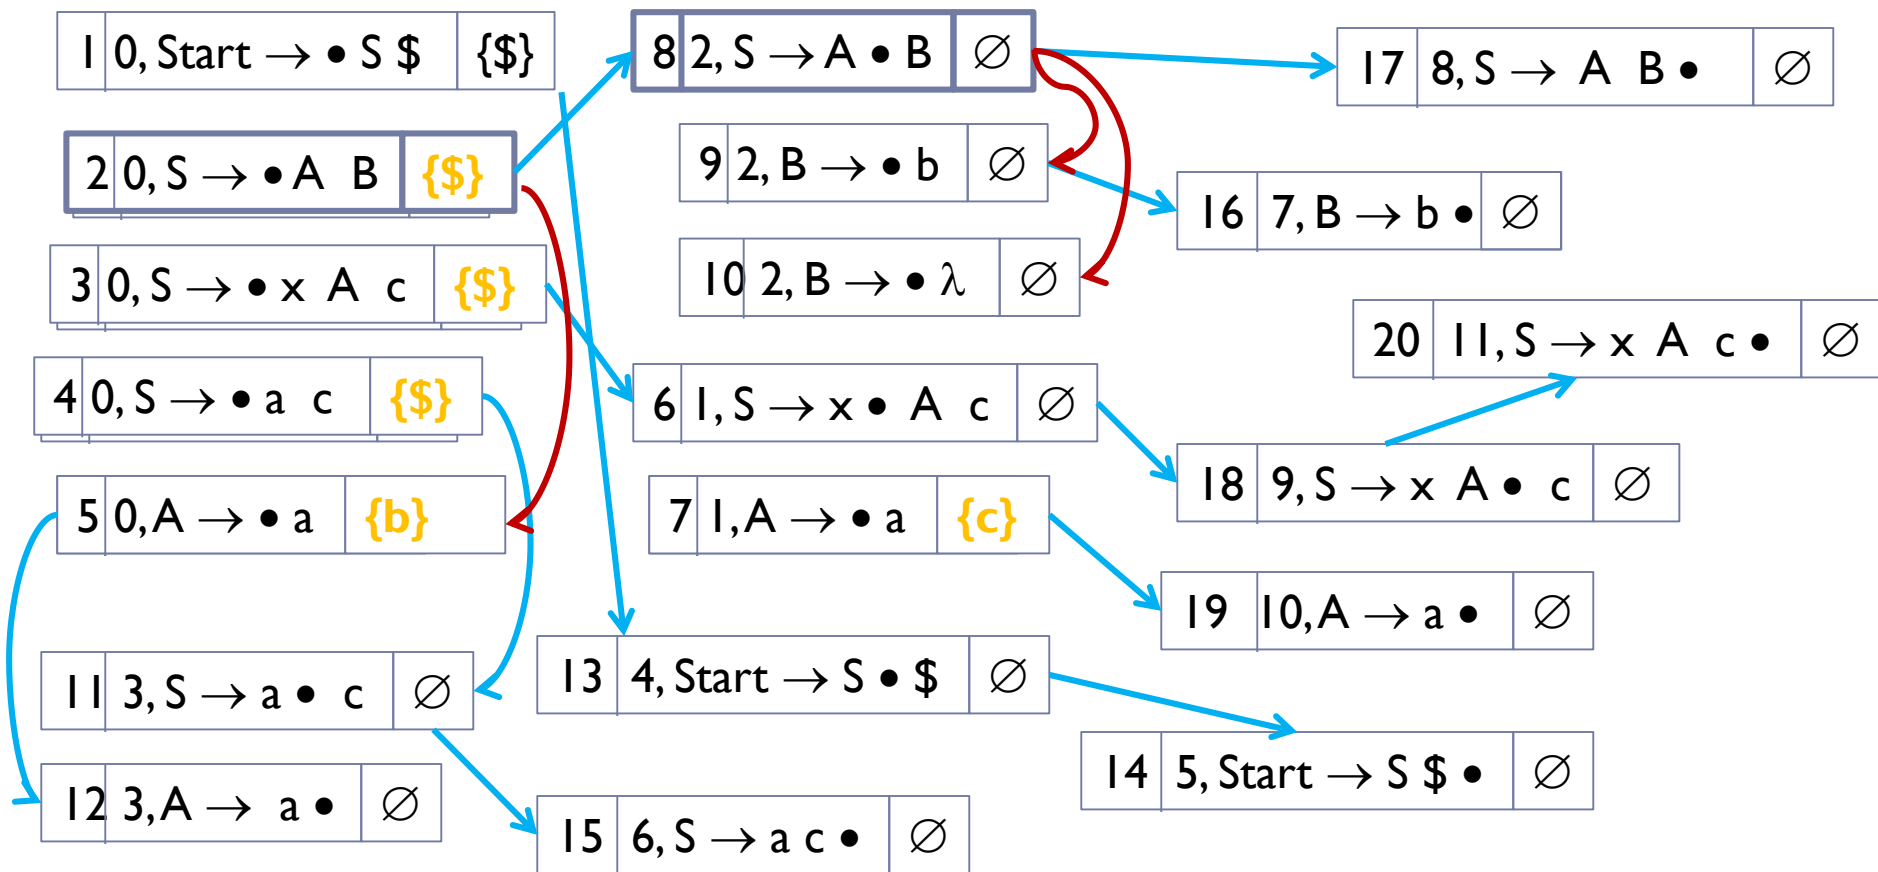 1 0, Start → • S $ {$}
2 0, S → • A B {$}
3 0, S → • x A c {$}
4 0, S → • a c {$}
5 0, A → • a {b}
11 3, S → a • c ∅
12 3, A → a • ∅
8 2, S → A • B ∅
9 2, B → • b ∅
10 2, B → • λ ∅
6 1, S → x • A c ∅
7 1, A → • a {c}
13 4, Start → S • $ ∅
15 6, S → a c • ∅
17 8, S → A B • ∅
16 7, B → b • ∅
20 11, S → x A c • ∅
18 9, S → x A • c ∅
19 10, A → a • ∅
14 5, Start → S $ • ∅